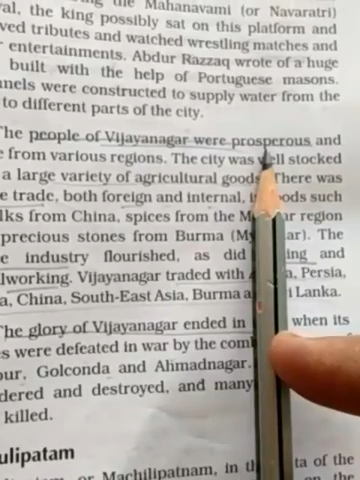 the Mahanavami (or Navaratri)
al, the king possibly sat on this platform and
ved tributes and watched wrestling matches and
entertainments. Abdur Razzaq wrote of a huge
built with the help of Portuguese masons.
nels were constructed to supply water from the
to different parts of the city.
he people of Vijayanagar were prosperous and
e from various regions. The city was ll stocked
a large variety of agricultural goods. There was
e trade, both foreign and internal, i ods such
lks from China, spices from the M r region
precious stones from Burma (My ar). The
e industry flourished, as did ing and
lworking. Vijayanagar traded with a, Persia,
a, China, South-East Asia, Burma a i Lanka.
he glory of Vijayanagar ended in when its
s were defeated in war by the com
our, Golconda and Ahmadnagar.
dered and destroyed, and many
killed.
ulipatam
or Machilipatnam, in th ta of the
on the